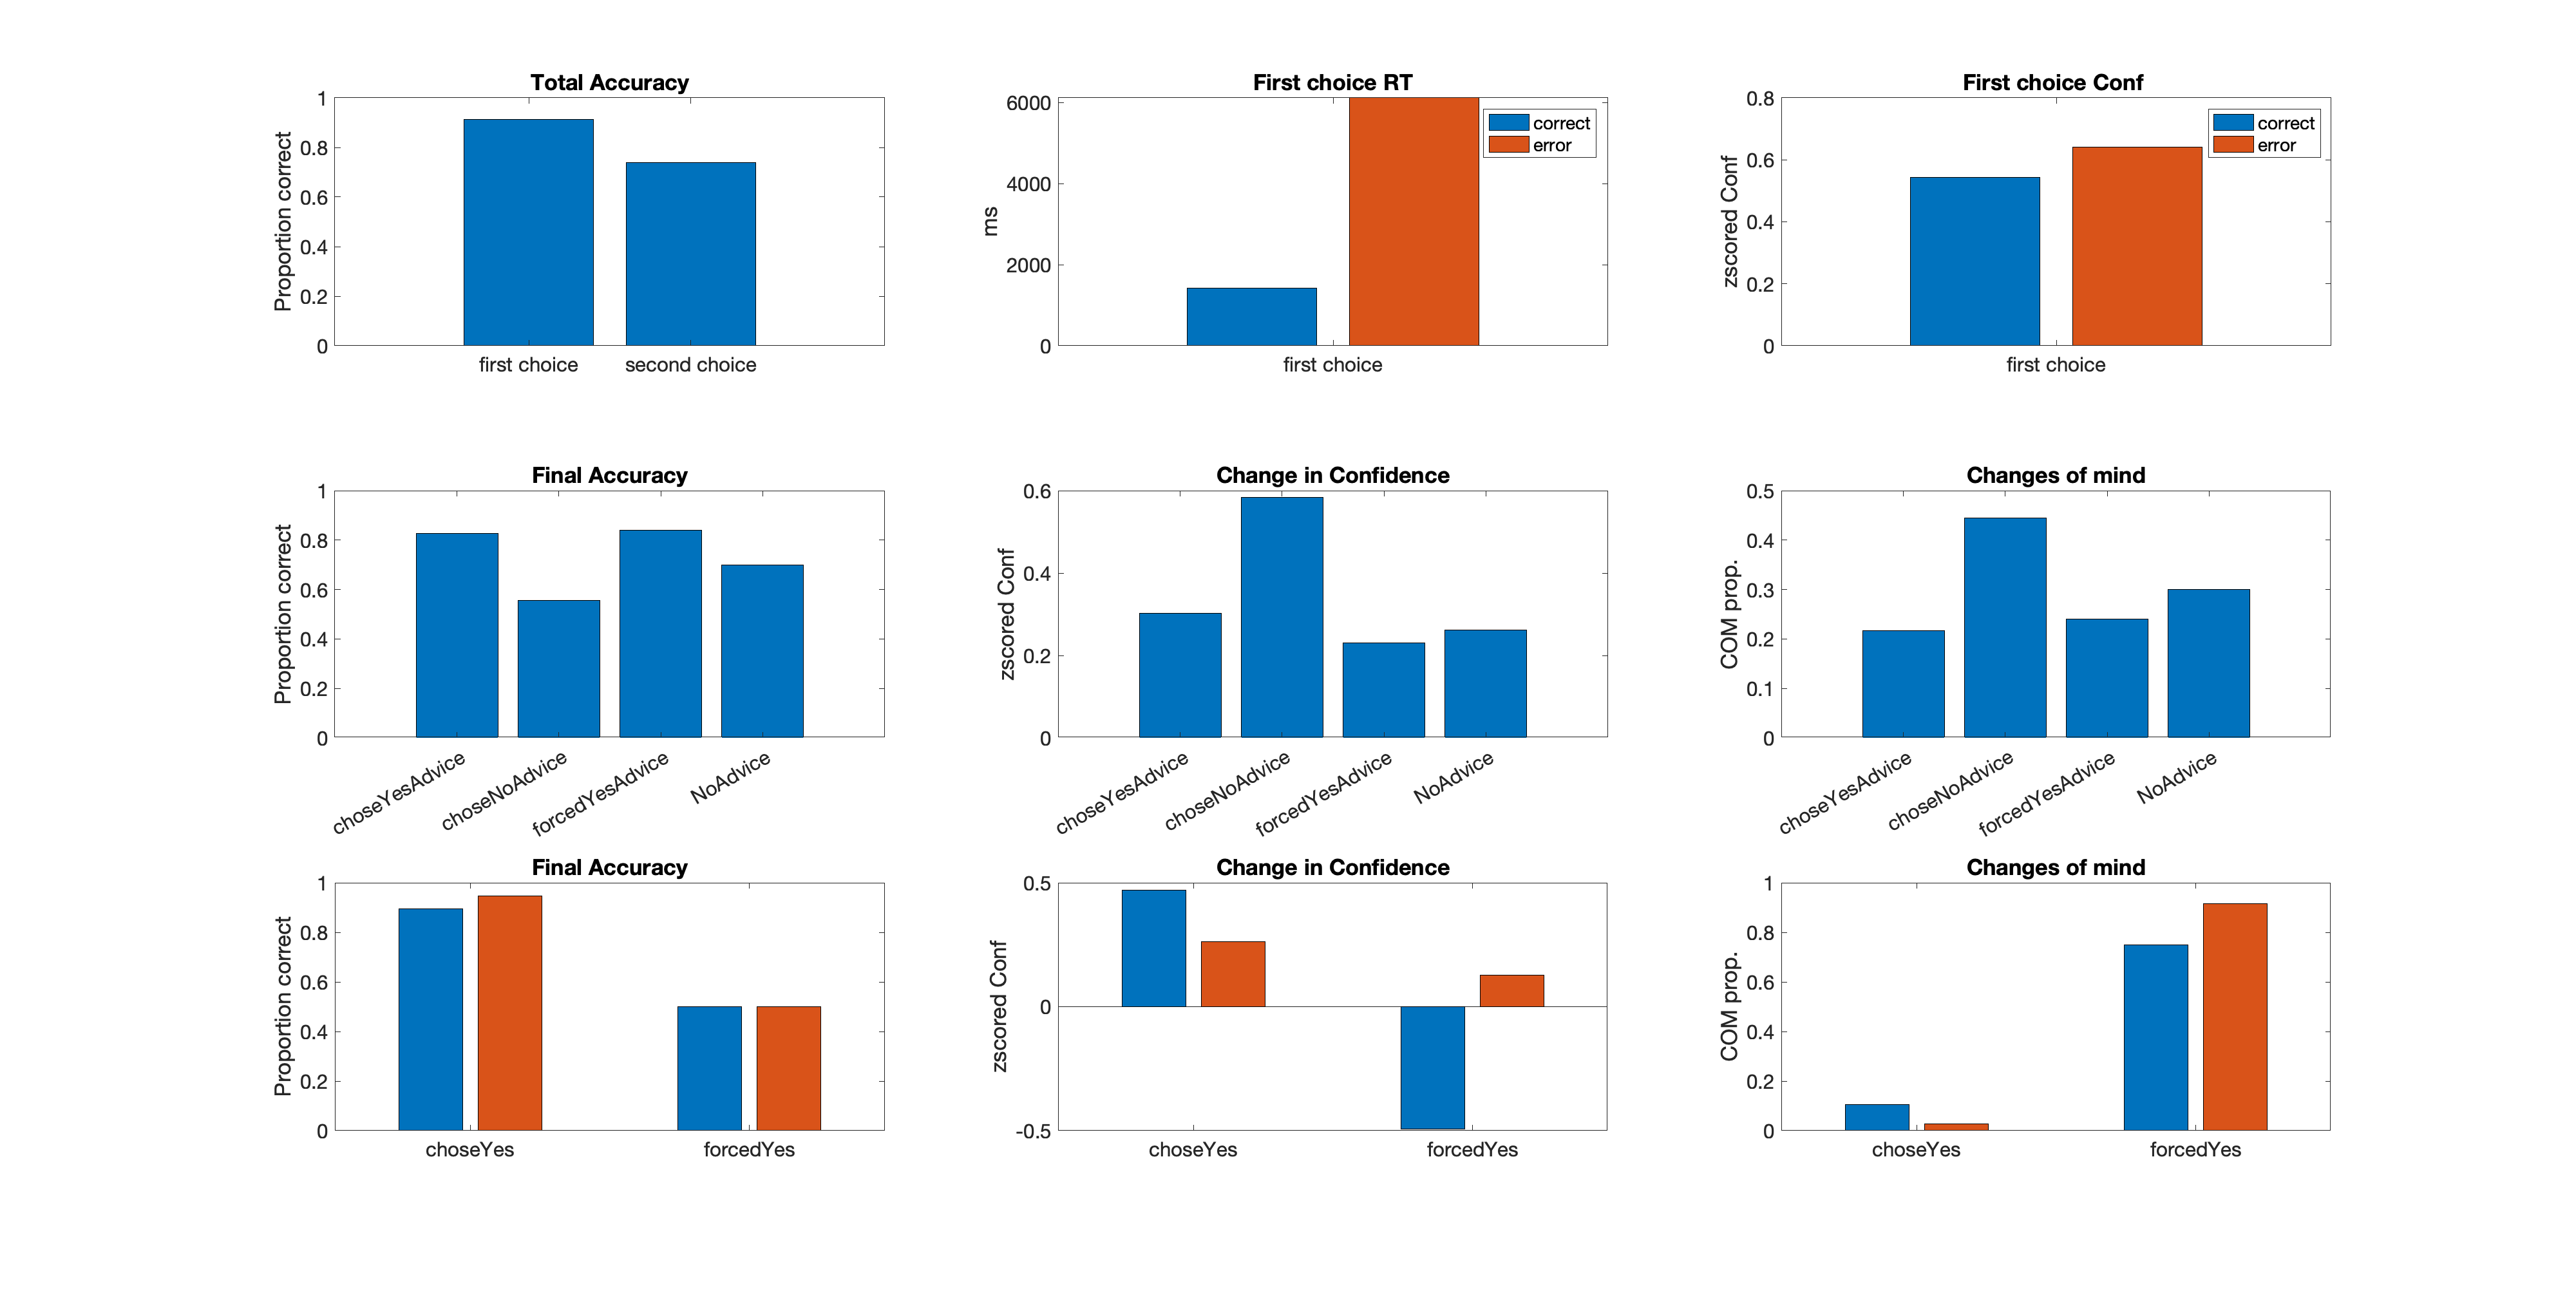 Total Accuracy
Proportion correct
1
0.8
0.6
0.4
0.2
0
first choice
second choice
First choice RT
ms
6000
4000
2000
0
correct
error
first choice
First choice Conf
zscored Conf
0.8
0.6
0.4
0.2
0
correct
error
first choice
Final Accuracy
Proportion correct
1
0.8
0.6
0.4
0.2
0
choseYesAdvice
choseNoAdvice
forcedYesAdvice
NoAdvice
Change in Confidence
zscored Conf
0.6
0.4
0.2
0
choseYesAdvice
choseNoAdvice
forcedYesAdvice
NoAdvice
Changes of mind
COM prop.
0.5
0.4
0.3
0.2
0.1
0
choseYesAdvice
choseNoAdvice
forcedYesAdvice
NoAdvice
Final Accuracy
Proportion correct
1
0.8
0.6
0.4
0.2
0
choseYes
forcedYes
Change in Confidence
zscored Conf
0.5
0
-0.5
choseYes
forcedYes
Changes of mind
COM prop.
1
0.8
0.6
0.4
0.2
0
choseYes
forcedYes